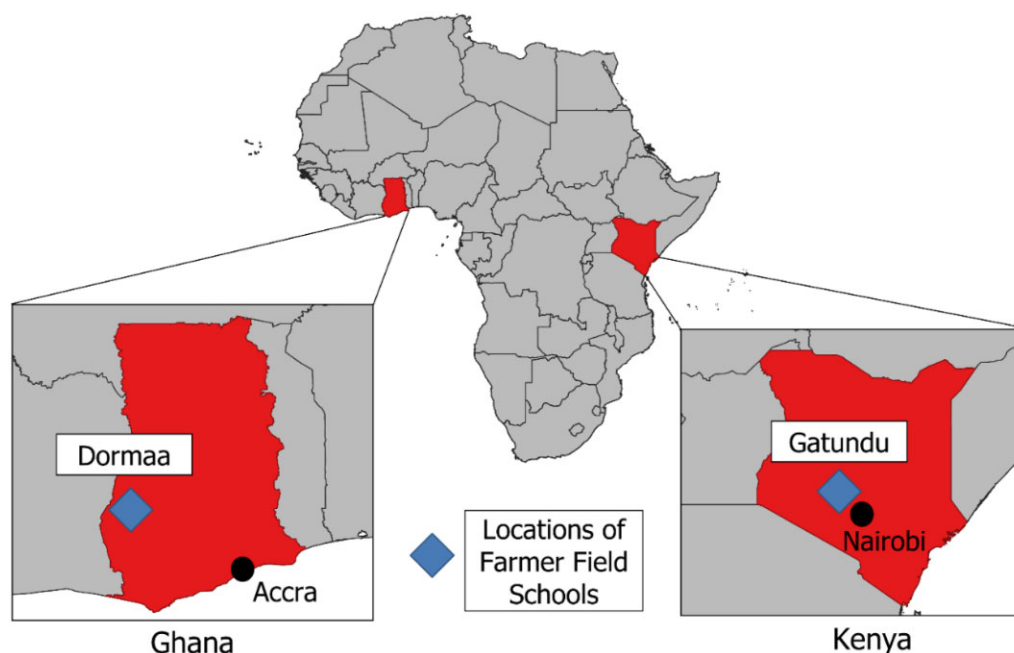 Dormaa
Accra
Ghana
Locations of
Farmer Field
Schools
Gatundu
Nairobi
Kenya